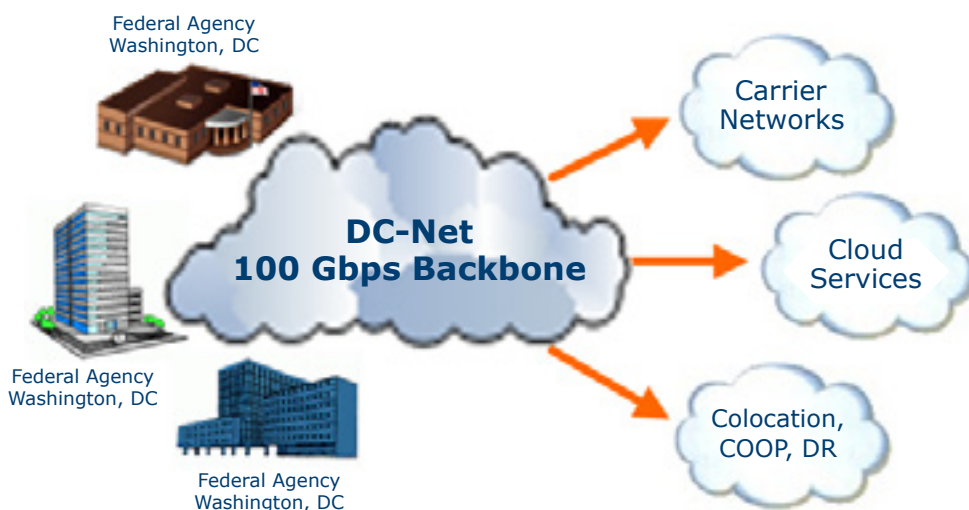 Federal Agency
Washington, DC
Carrier
Networks
DC-Net
100 Gbps Backbone
Cloud
Services
Federal Agency
Washington, DC
Colocation,
COOP, DR
Federal Agency
Washington, DC